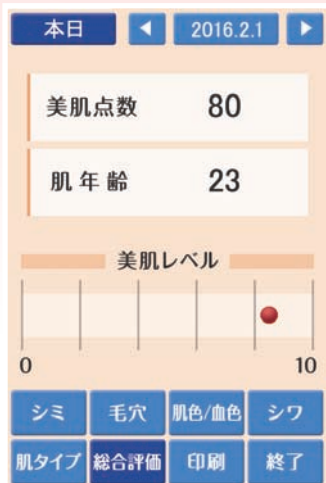 本日 ◀ 2016.2.1 ▶
美肌点数 80
肌年齢 23
美肌レベル
0 10
シミ 毛穴 肌色/血色 シワ
肌タイプ 総合評価 印刷 終了